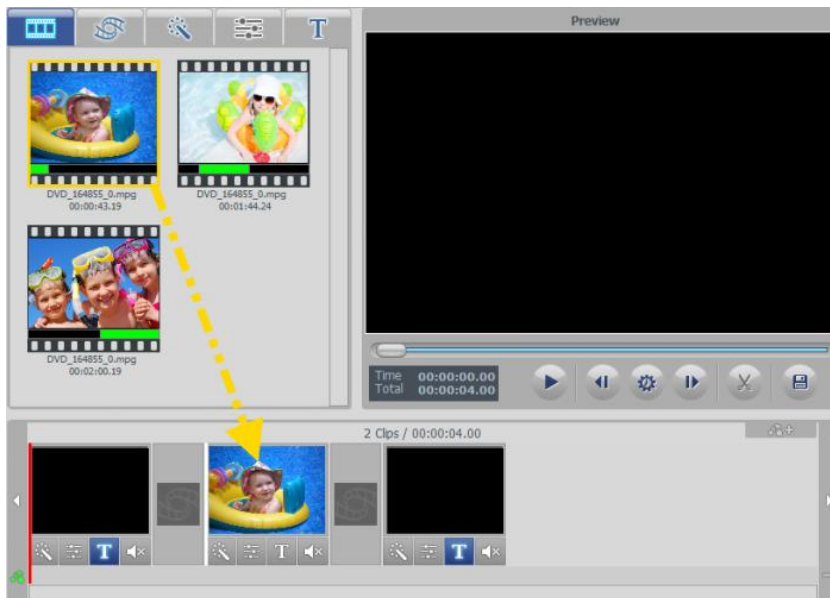 T
Preview
DVD_164855_0.mpg
00:00:43.19
DVD_164855_0.mpg
00:01:44.24
DVD_164855_0.mpg
00:02:00.19
Time 00:00:00.00
Total 00:00:04.00
2 Clips / 00:00:04.00
T
T
T